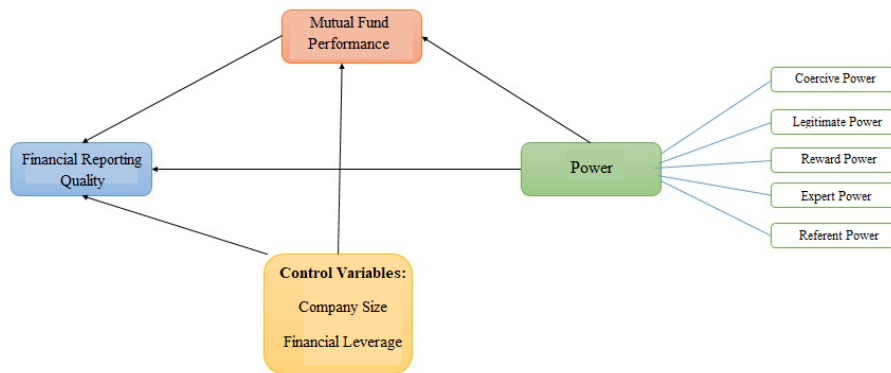 Mutual Fund
Performance
Coercive Power
Legitimate Power
Financial Reporting
Quality
Power
Reward Power
Expert Power
Referent Power
Control Variables:
Company Size
Financial Leverage